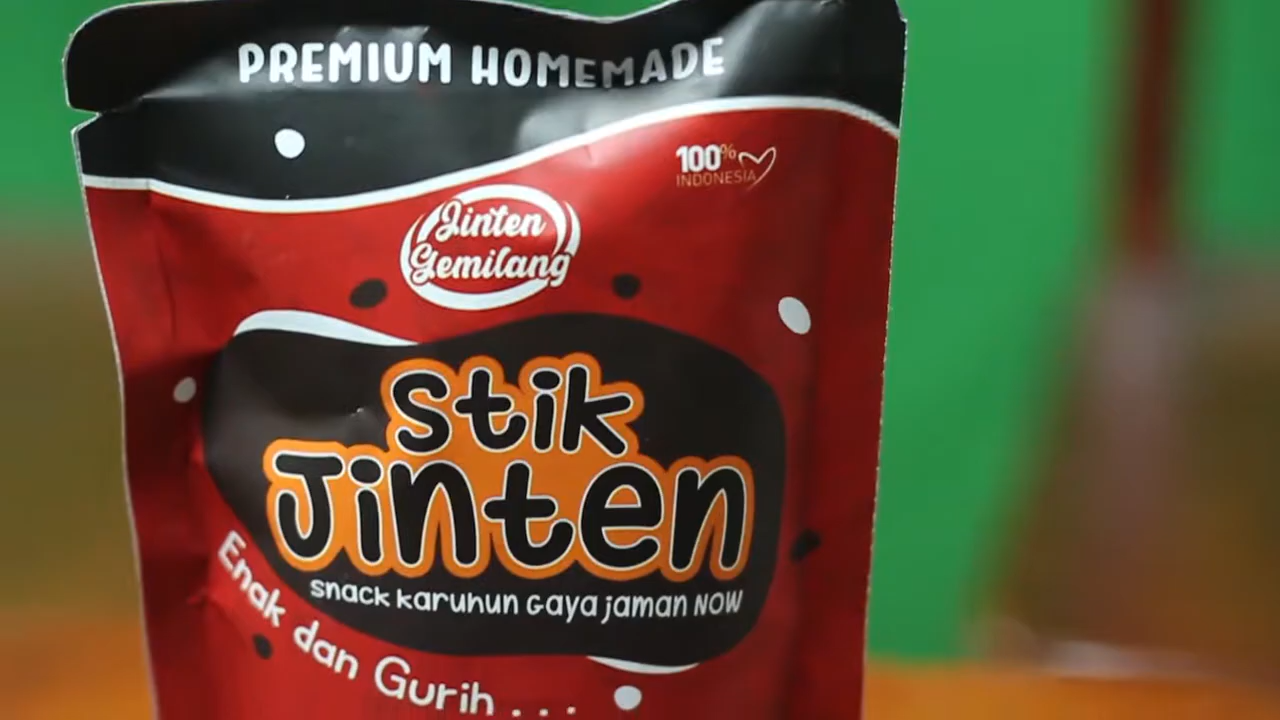 PREMIUM HOMEMADE
100%
INDONESIA
Jinten
Gemilang
Stik
Jinten
Snack Karuhun Gaya jaman NOW
Enak dan Gurih . . .